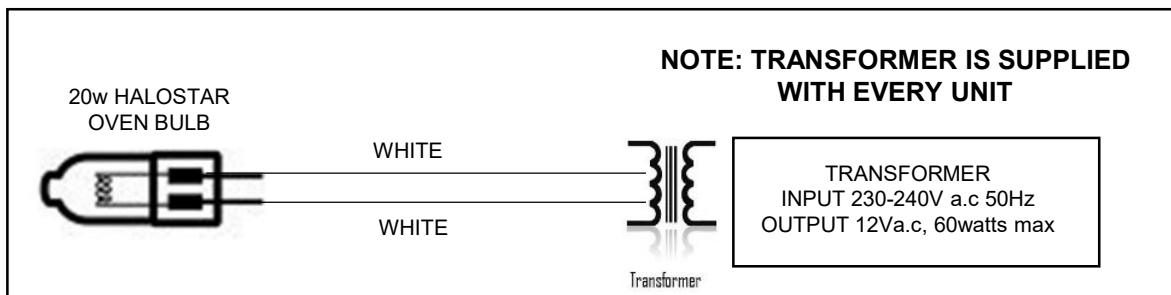 NOTE: TRANSFORMER IS SUPPLIED
WITH EVERY UNIT
20w HALOSTAR
OVEN BULB
WHITE
WHITE
TRANSFORMER
INPUT 230-240V a.c 50Hz
OUTPUT 12Va.c, 60watts max
Transformer